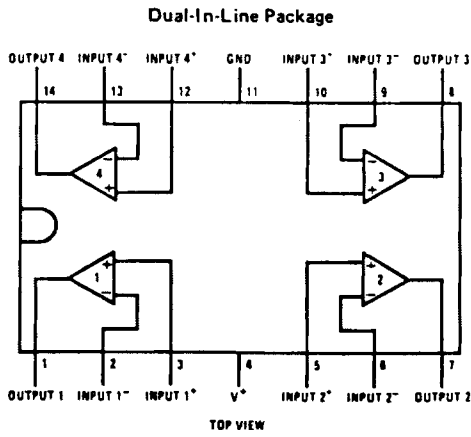 Dual-In-Line Package
OUTPUT 4 INPUT 4⁻ INPUT 4⁺ GND INPUT 3⁺ INPUT 3⁻ OUTPUT 3
14 13 12 11 10 9 8
− −
4 3
+ +
+ +
1 2
− −
1 2 3 4 5 6 7
OUTPUT 1 INPUT 1⁻ INPUT 1⁺ V⁺ INPUT 2⁺ INPUT 2⁻ OUTPUT 2
TOP VIEW